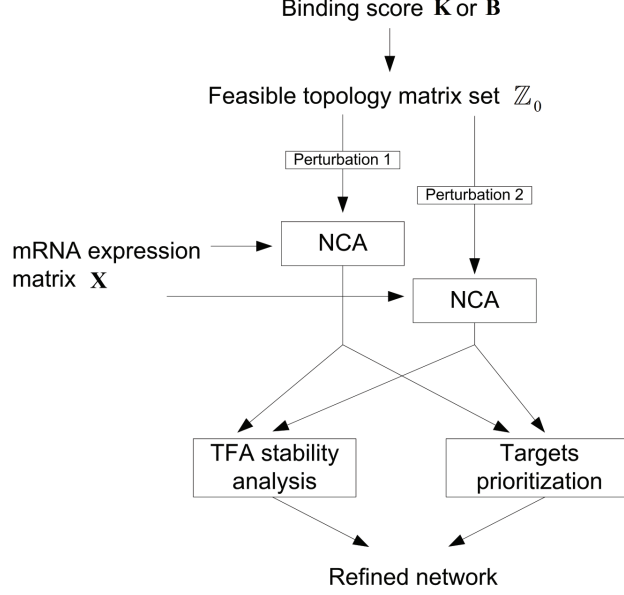 Binding score K or B
Feasible topology matrix set ℤ₀
Perturbation 1
Perturbation 2
NCA
mRNA expression
matrix X
NCA
TFA stability
analysis
Targets
prioritization
Refined network